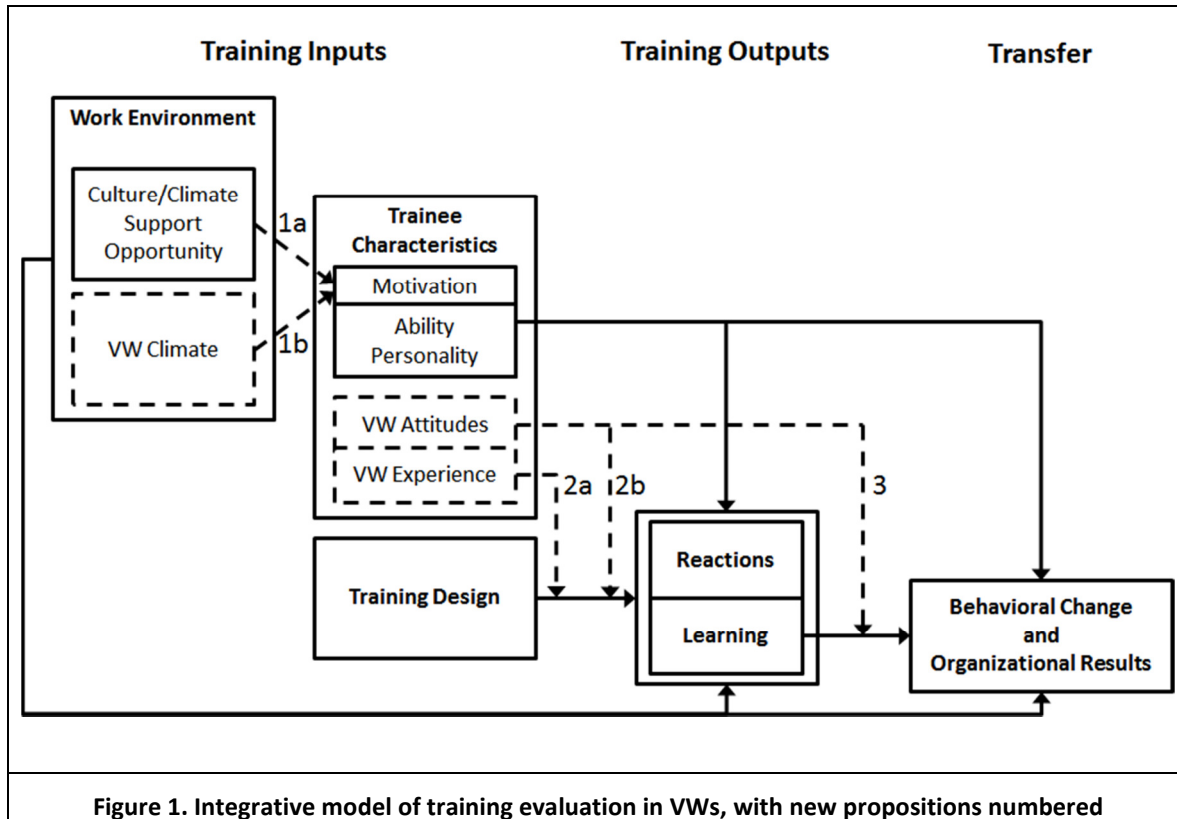 Training Inputs
Training Outputs
Transfer
Work Environment
Culture/Climate
Support
Opportunity
VW Climate
1a
1b
Trainee
Characteristics
Motivation
Ability
Personality
VW Attitudes
VW Experience
2a
2b
3
Training Design
Reactions
Learning
Behavioral Change
and
Organizational Results
Figure 1. Integrative model of training evaluation in VWs, with new propositions numbered